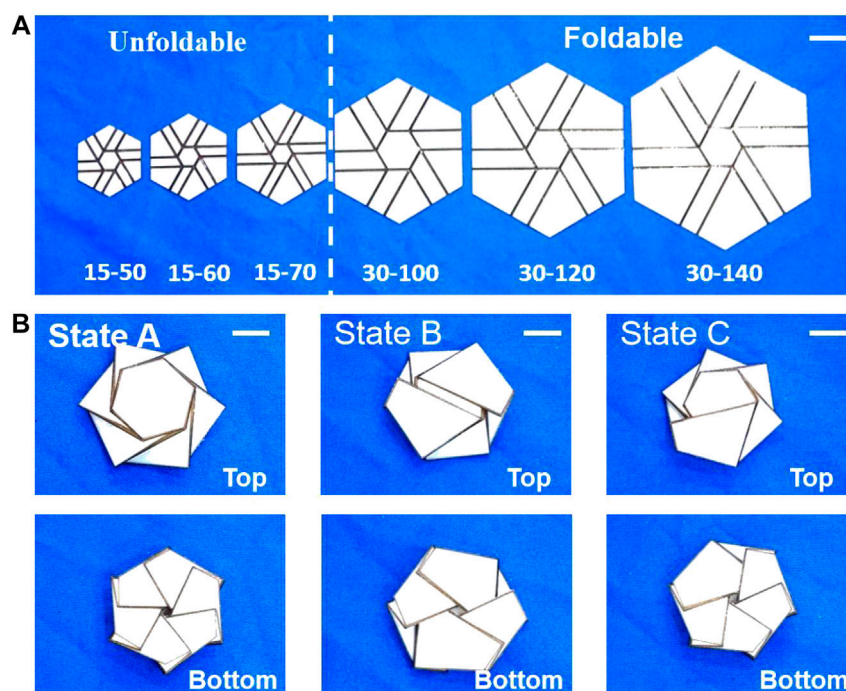 A
Unfoldable
Foldable
15-50
15-60
15-70
30-100
30-120
30-140
B
State A
State B
State C
Top
Top
Top
Bottom
Bottom
Bottom